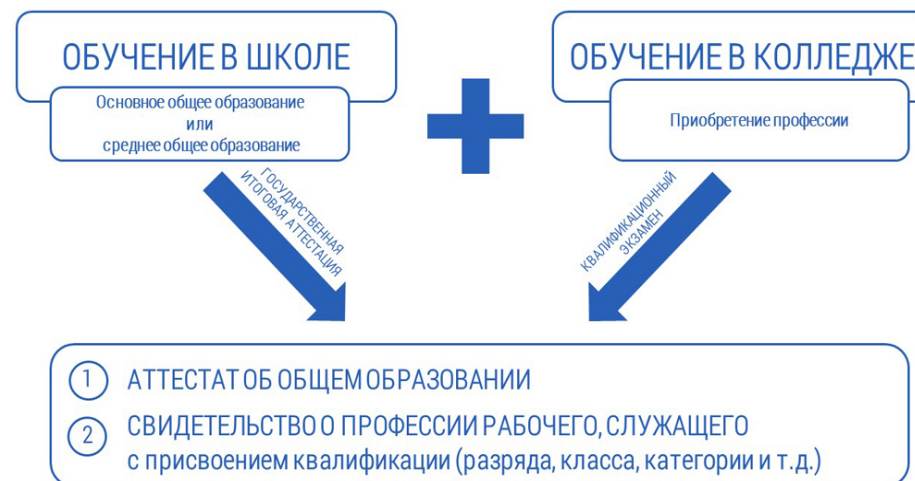 ОБУЧЕНИЕ В ШКОЛЕ
Основное общее образование
или
среднее общее образование
ОБУЧЕНИЕ В КОЛЛЕДЖЕ
Приобретение профессии
ГОСУДАРСТВЕННАЯ
ИТОГОВАЯ АТТЕСТАЦИЯ
КВАЛИФИКАЦИОННЫЙ
ЭКЗАМЕН
1 АТТЕСТАТ ОБ ОБЩЕМ ОБРАЗОВАНИИ
2 СВИДЕТЕЛЬСТВО О ПРОФЕССИИ РАБОЧЕГО, СЛУЖАЩЕГО
с присвоением квалификации (разряда, класса, категории и т.д.)